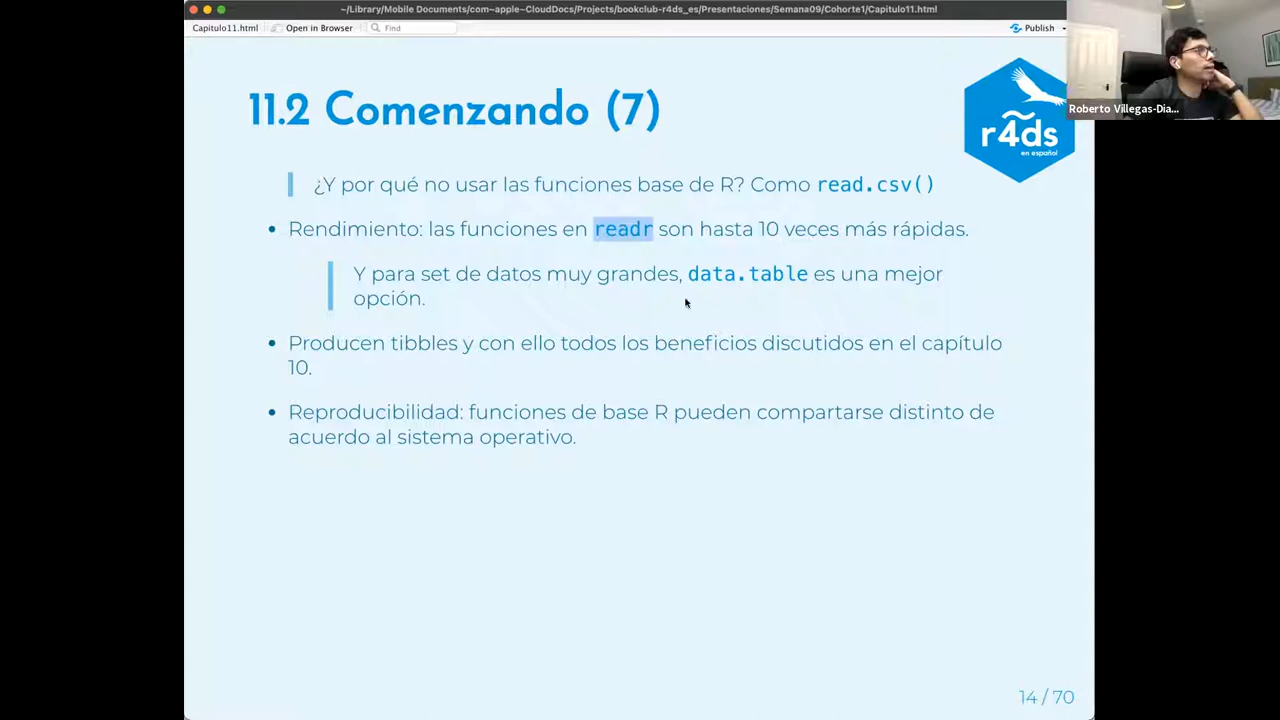 ~/Library/Mobile Documents/com~apple~CloudDocs/Projects/bookclub-r4ds_es/Presentaciones/Semana09/Cohorte1/Capitulo11.html
Capitulo11.html
Open in Browser
Find
Publish
Roberto Villegas-Dia...
11.2 Comenzando (7)
r4ds
en español
¿Y por qué no usar las funciones base de R? Como read.csv()
• Rendimiento: las funciones en readr son hasta 10 veces más rápidas.
Y para set de datos muy grandes, data.table es una mejor
opción.
• Producen tibbles y con ello todos los beneficios discutidos en el capítulo
10.
• Reproducibilidad: funciones de base R pueden compartarse distinto de
acuerdo al sistema operativo.
14 / 70